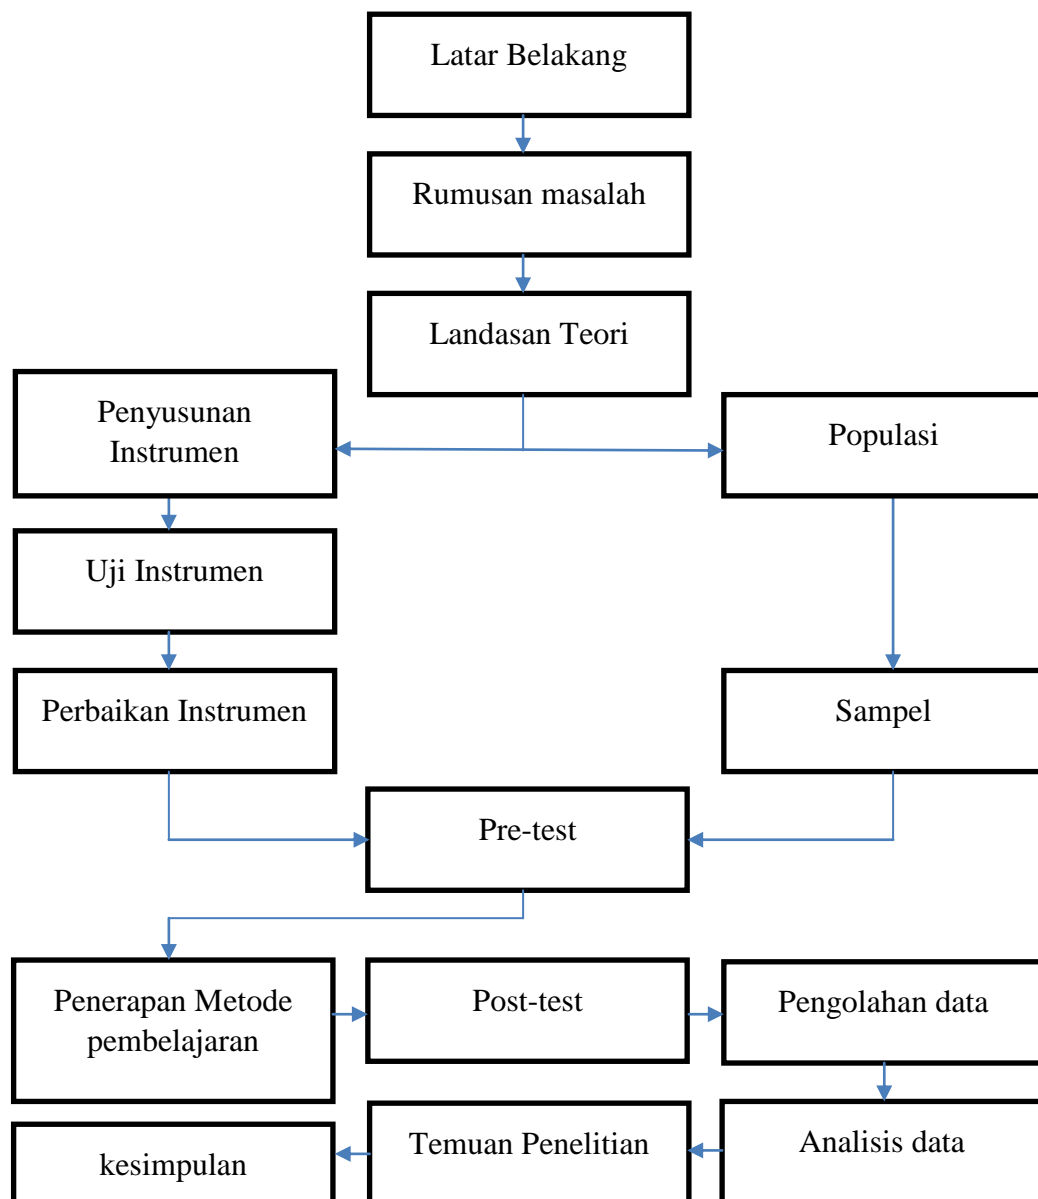 Latar Belakang
Rumusan masalah
Landasan Teori
Penyusunan
Instrumen
Populasi
Uji Instrumen
Perbaikan Instrumen
Sampel
Pre-test
Penerapan Metode
pembelajaran
Post-test
Pengolahan data
Analisis data
Temuan Penelitian
kesimpulan